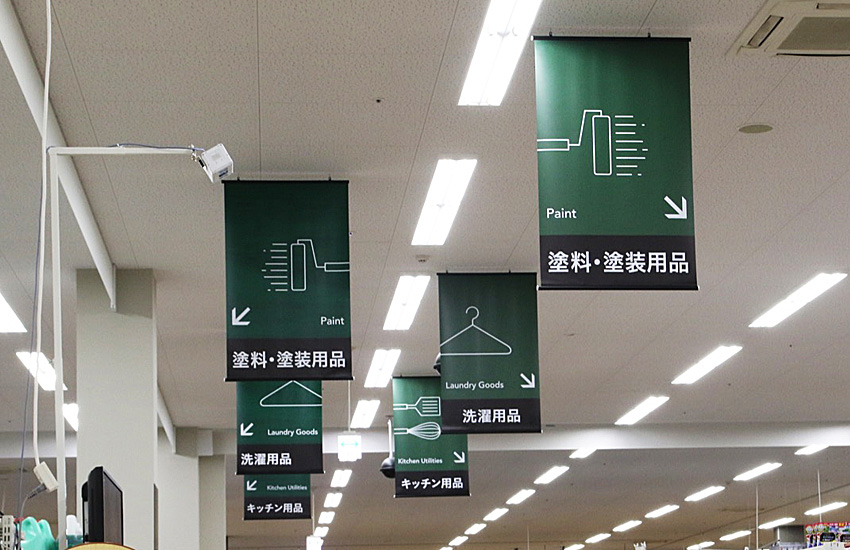 Paint
塗料・塗装用品
Paint
塗料・塗装用品
Laundry Goods
洗濯用品
Laundry Goods
洗濯用品
Kitchen Utilities
キッチン用品
Kitchen Utilities
キッチン用品